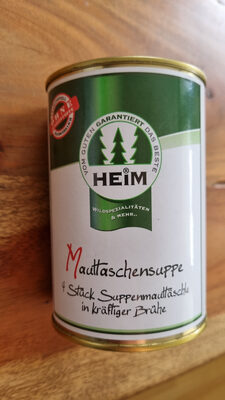 VOM GUTEN GARANTIERT DAS BESTE
HEiM
WILDSPEZIALITÄTEN
& MEHR..
Maultaschensuppe
4 Stück Suppenmaultäschle
in kräftiger Brühe